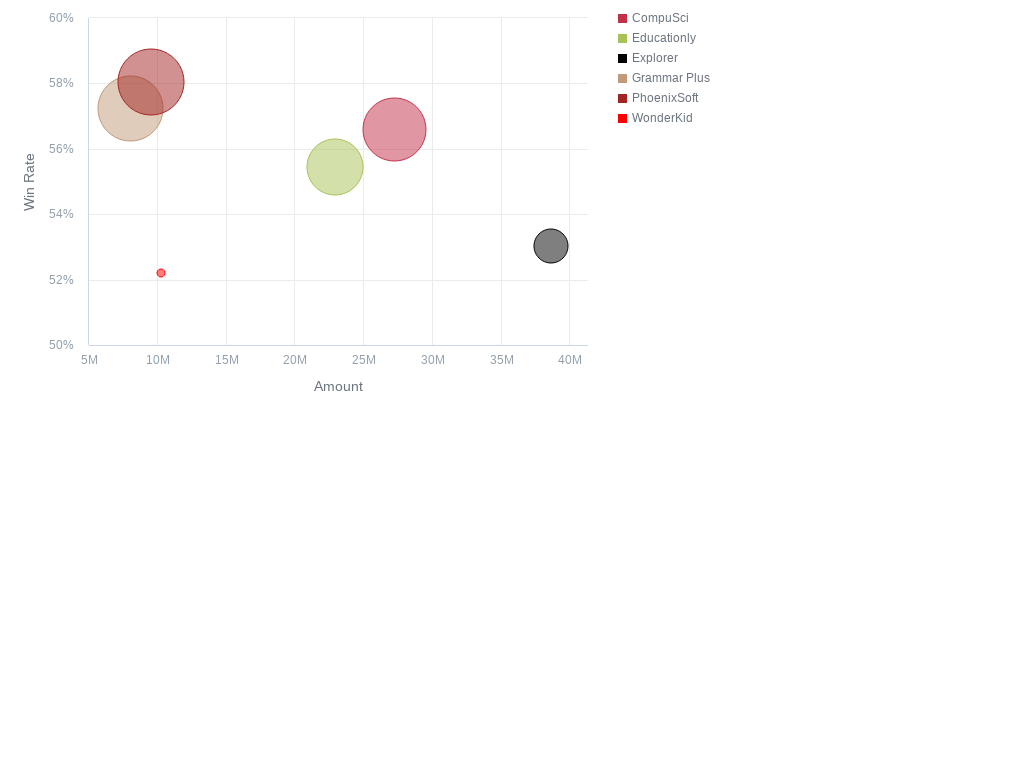 60%
58%
56%
54%
52%
50%
Win Rate
5M 10M 15M 20M 25M 30M 35M 40M
Amount
CompuSci
Educationly
Explorer
Grammar Plus
PhoenixSoft
WonderKid